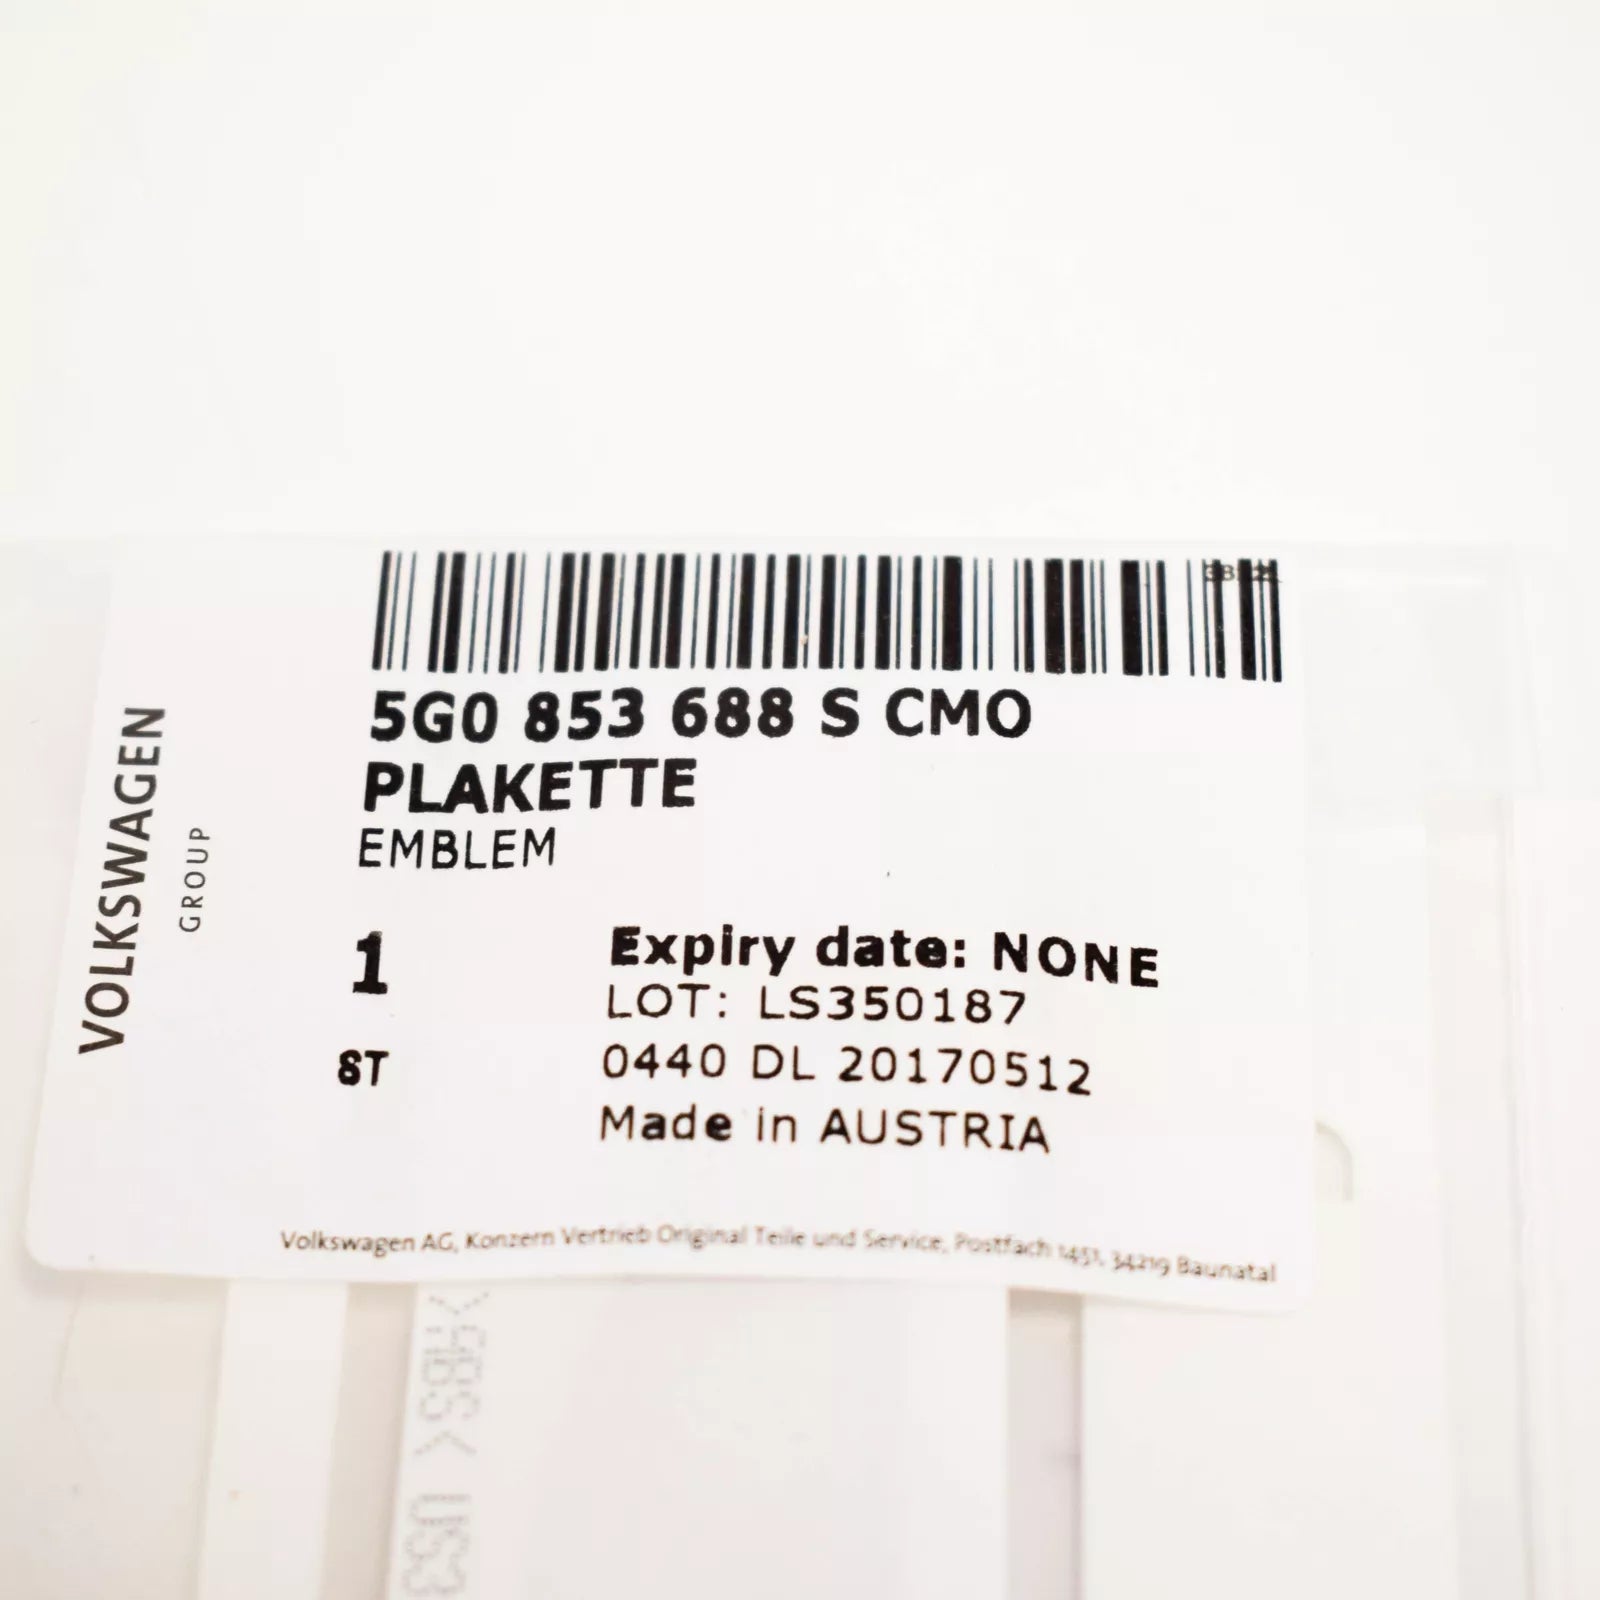 VOLKSWAGEN
GROUP
5G0 853 688 S CMO
PLAKETTE
EMBLEM
1
ST
Expiry date: NONE
LOT: LS350187
0440 DL 20170512
Made in AUSTRIA
Volkswagen AG, Konzern Vertrieb Original Teile und Service, Postfach 1451, 34219 Baunatal
>ABS<